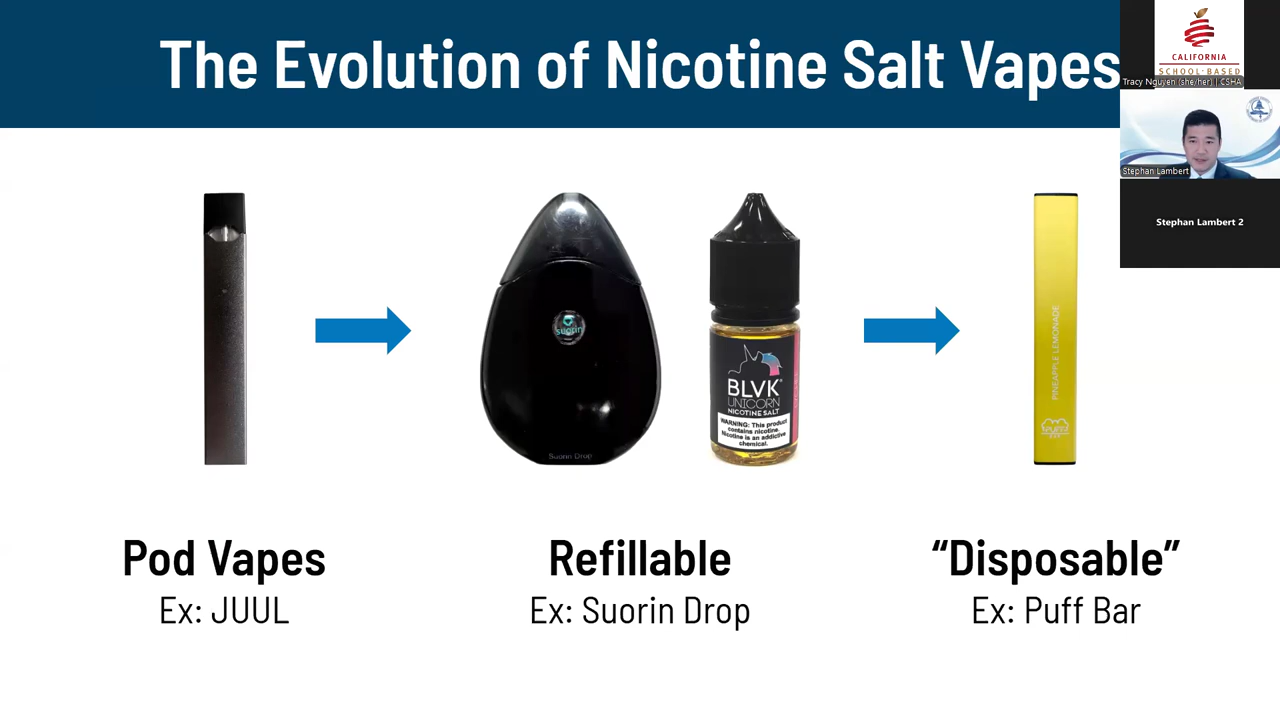 The Evolution of Nicotine Salt Vapes
CALIFORNIA
SCHOOL-BASED
Tracy Nguyen (she/her) | CSHA
Stephan Lambert
Stephan Lambert 2
suorin
Suorin Drop
BLVK
UNICORN
NICOTINE SALT
WARNING: This product
contains nicotine.
Nicotine is an addictive
chemical.
PINEAPPLE LEMONADE
PUFF
BAR
Pod Vapes
Ex: JUUL
Refillable
Ex: Suorin Drop
“Disposable”
Ex: Puff Bar